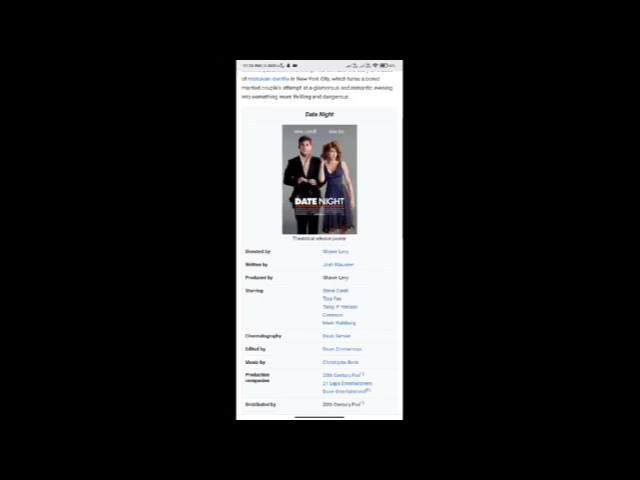 of mistaken identity in New York City, which turns a bored
married couple's attempt at a glamorous and romantic evening
into something more thrilling and dangerous.
Date Night
DATE NIGHT
Theatrical release poster
Directed by Shawn Levy
Written by Josh Klausner
Produced by Shawn Levy
Starring Steve Carell
Tina Fey
Taraji P. Henson
Common
Mark Wahlberg
Cinematography Dean Semler
Edited by Dean Zimmerman
Music by Christophe Beck
Production companies 20th Century Fox
21 Laps Entertainment
Distributed by 20th Century Fox